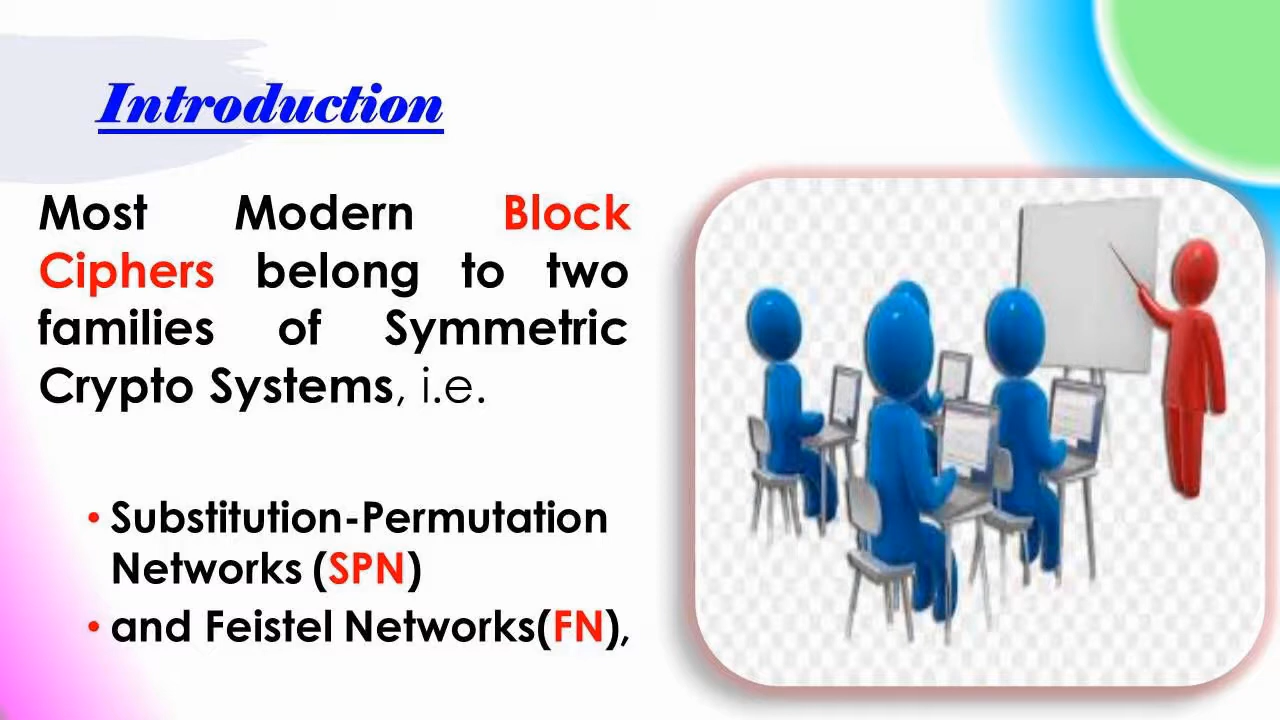 Introduction
Most Modern Block
Ciphers belong to two
families of Symmetric
Crypto Systems, i.e.
• Substitution-Permutation
Networks (SPN)
• and Feistel Networks(FN),